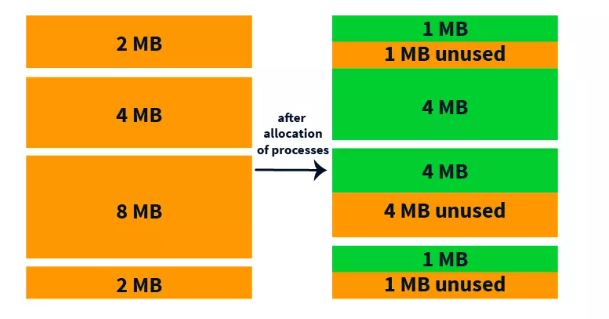 2 MB
4 MB
8 MB
2 MB
after
allocation
of processes
1 MB
1 MB unused
4 MB
4 MB
4 MB unused
1 MB
1 MB unused